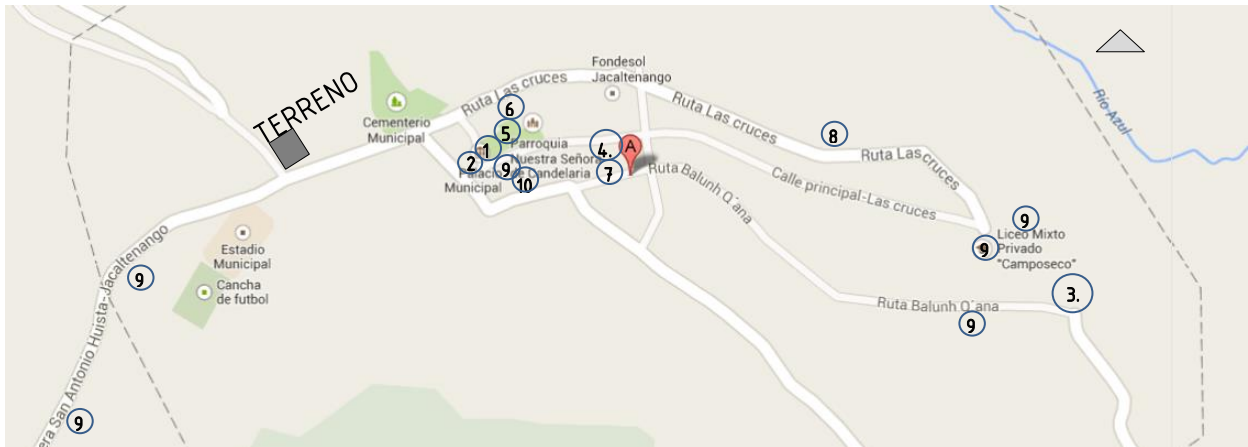 Fondesol
Jacaltenango
TERRENO
Cementerio
Municipal
Ruta Las cruces
Ruta Las cruces
Ruta Las cruces
Río Azul
6
5
1
2
9
10
4.
7
A
8
Parroquia
Nuestra Señora
de Candelaria
Palacio
Municipal
Ruta Balunh Q´ana
Calle principal-Las cruces
9
9
Liceo Mixto
Privado
"Camposeco"
3.
Ruta Balunh Q´ana
9
Estadio
Municipal
Cancha
de futbol
9
era San Antonio Huista-Jacaltenango
9